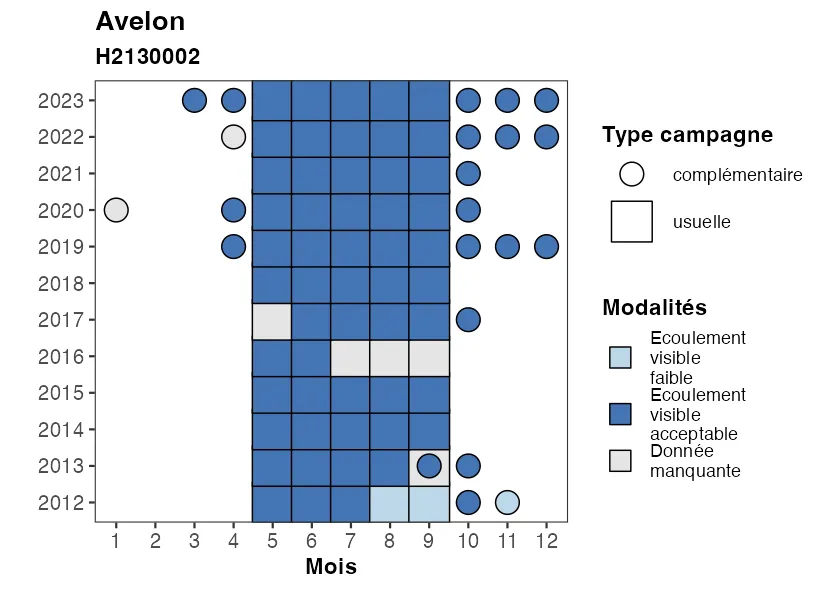 Avelon
H2130002
2023
2022
2021
2020
2019
2018
2017
2016
2015
2014
2013
2012
1 2 3 4 5 6 7 8 9 10 11 12
Mois
Type campagne
complémentaire
usuelle
Modalités
Ecoulement
visible
faible
Ecoulement
visible
acceptable
Donnée
manquante